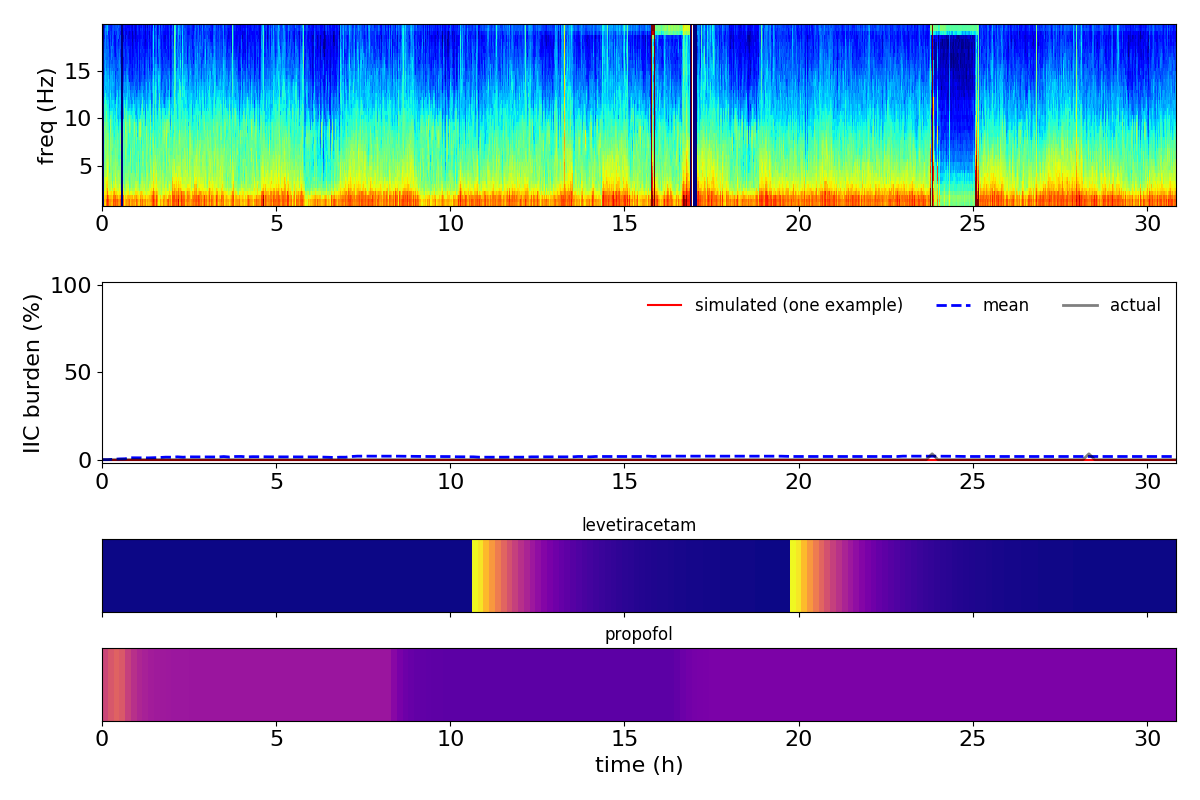 freq (Hz)
15
10
5
0 5 10 15 20 25 30
IIC burden (%)
100
50
0
simulated (one example) mean actual
0 5 10 15 20 25 30
levetiracetam
propofol
0 5 10 15 20 25 30
time (h)